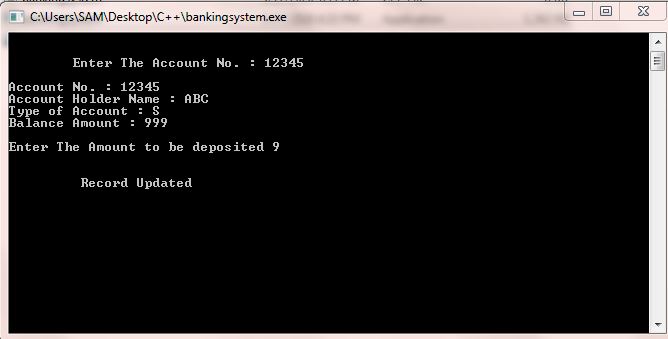 C:\Users\SAM\Desktop\C++\bankingsystem.exe
Enter The Account No. : 12345
Account No. : 12345
Account Holder Name : ABC
Type of Account : S
Balance Amount : 999
Enter The Amount to be deposited 9
Record Updated